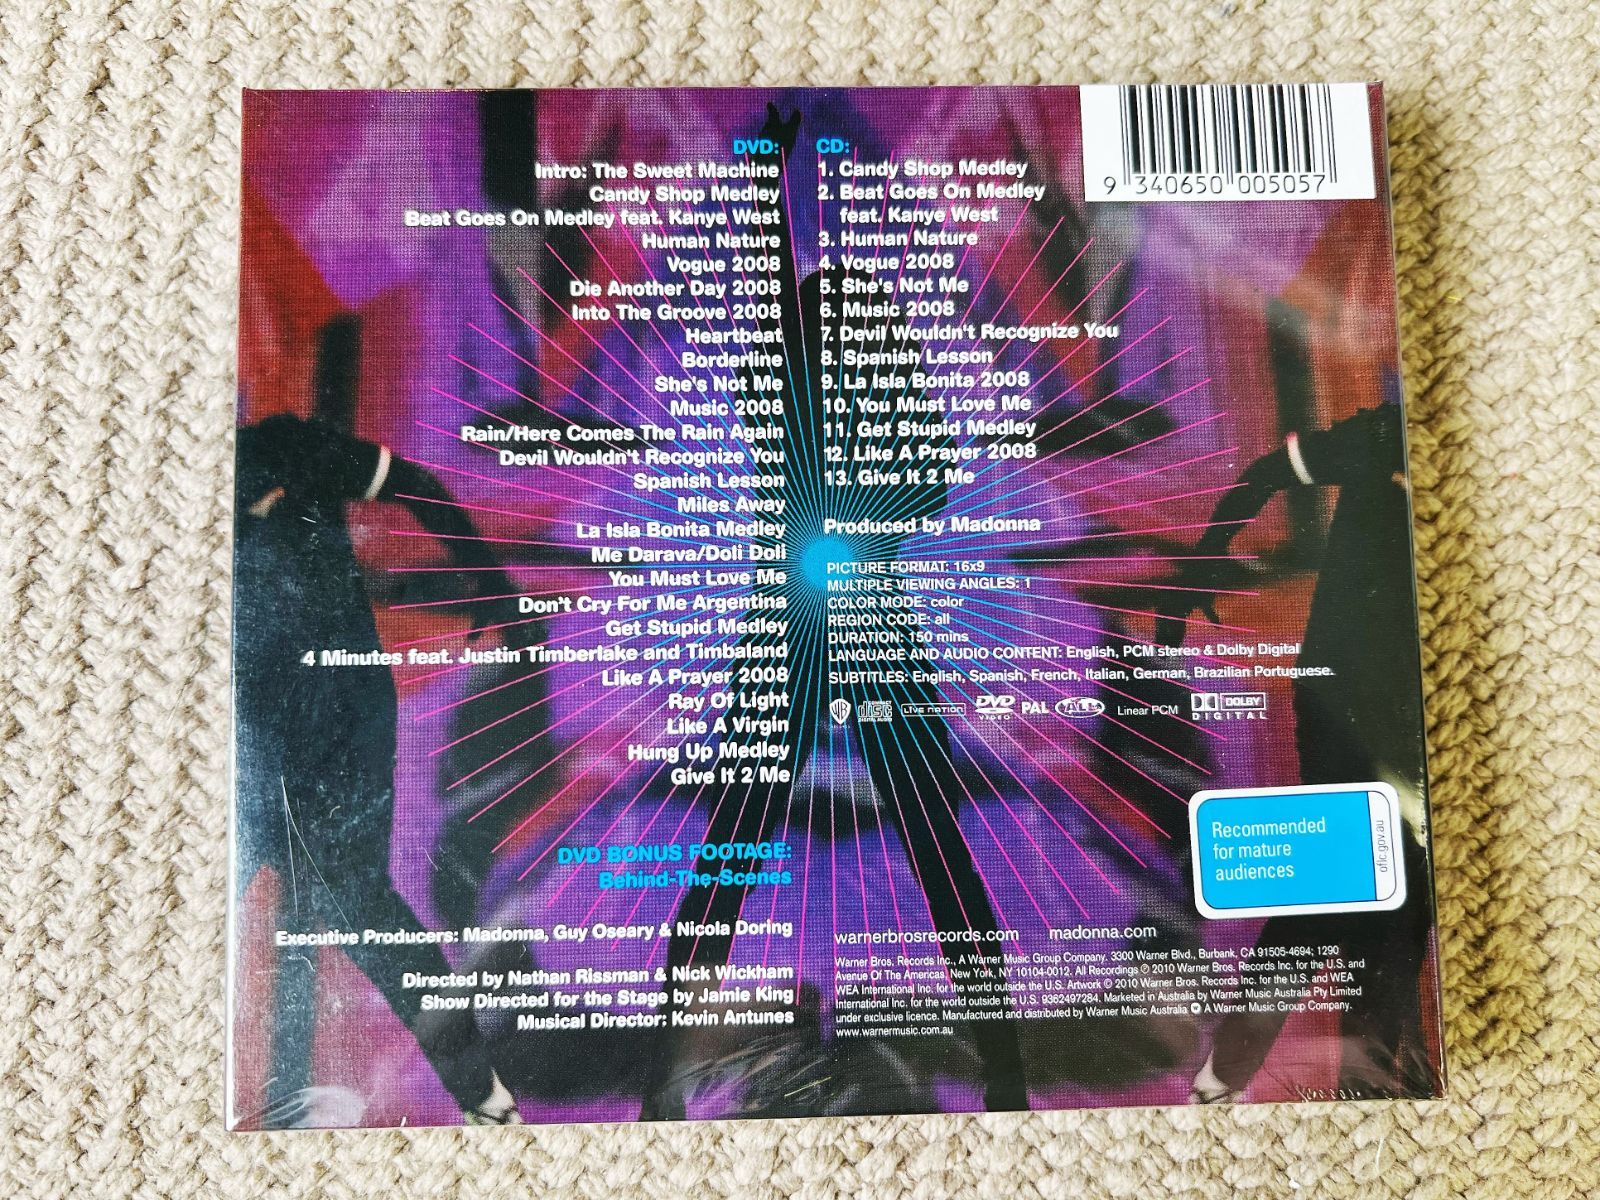 DVD:
Intro: The Sweet Machine
Candy Shop Medley
Beat Goes On Medley feat. Kanye West
Human Nature
Vogue 2008
Die Another Day 2008
Into The Groove 2008
Heartbeat
Borderline
She's Not Me
Music 2008
Rain/Here Comes The Rain Again
Devil Wouldn't Recognize You
Spanish Lesson
Miles Away
La Isla Bonita Medley
Me Darava/Doli Doli
You Must Love Me
Don't Cry For Me Argentina
Get Stupid Medley
4 Minutes feat. Justin Timberlake and Timbaland
Like A Prayer 2008
Ray Of Light
Like A Virgin
Hung Up Medley
Give It 2 Me
DVD BONUS FOOTAGE:
Behind-The-Scenes
Executive Producers: Madonna, Guy Oseary & Nicola Doring
Directed by Nathan Rissman & Nick Wickham
Show Directed for the Stage by Jamie King
Musical Director: Kevin Antunes
CD:
1. Candy Shop Medley
2. Beat Goes On Medley
feat. Kanye West
3. Human Nature
4. Vogue 2008
5. She's Not Me
6. Music 2008
7. Devil Wouldn't Recognize You
8. Spanish Lesson
9. La Isla Bonita 2008
10. You Must Love Me
11. Get Stupid Medley
12. Like A Prayer 2008
13. Give It 2 Me
Produced by Madonna
PICTURE FORMAT: 16x9
MULTIPLE VIEWING ANGLES: 1
COLOR MODE: color
REGION CODE: all
DURATION: 150 mins
LANGUAGE AND AUDIO CONTENT: English, PCM stereo & Dolby Digital
SUBTITLES: English, Spanish, French, Italian, German, Brazilian Portuguese.
COMPACT disc DIGITAL AUDIO LIVE NATION DVD VIDEO PAL ALL Linear PCM DOLBY DIGITAL
9 340650 005057
Recommended
for mature
audiences
oflc.gov.au
warnerbrosrecords.com madonna.com
Warner Bros. Records Inc., A Warner Music Group Company. 3300 Warner Blvd., Burbank, CA 91505-4694; 1290
Avenue Of The Americas, New York, NY 10104-0012. All Recordings ℗ 2010 Warner Bros. Records Inc. for the U.S. and
WEA International Inc. for the world outside the U.S. Artwork © 2010 Warner Bros. Records Inc. for the U.S. and WEA
International Inc. for the world outside the U.S. 9362497284. Marketed in Australia by Warner Music Australia Pty Limited
under exclusive licence. Manufactured and distributed by Warner Music Australia A Warner Music Group Company.
www.warnermusic.com.au